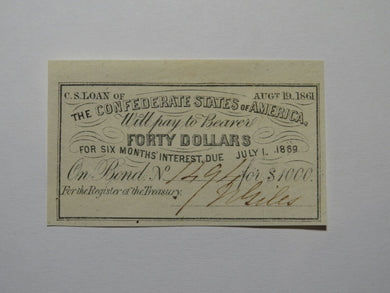 C. S. LOAN OF AUGT 19. 1861
THE CONFEDERATE STATES OF AMERICA.
Will pay to Bearer
FORTY DOLLARS
FOR SIX MONTHS' INTEREST, DUE JULY 1. 1869
On Bond No for $1000.
For the Register of the Treasury. Giles